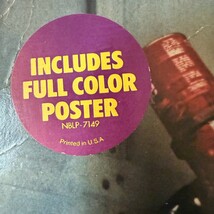 INCLUDES
FULL COLOR
POSTER
NBLP-7149
Printed in U.S.A